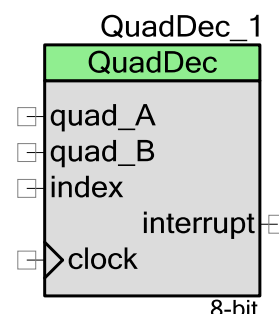 QuadDec_1
QuadDec
quad_A
quad_B
index
interrupt
clock
8-bit